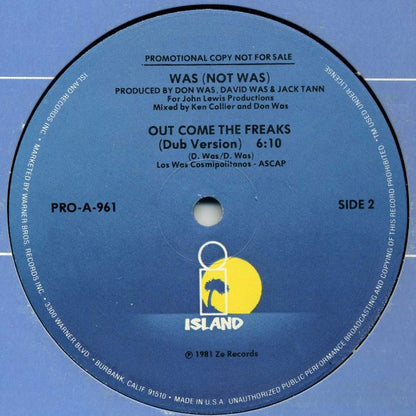 PROMOTIONAL COPY NOT FOR SALE
WAS (NOT WAS)
PRODUCED BY DON WAS, DAVID WAS & JACK TANN
For John Lewis Productions
Mixed by Ken Collier and Don Was
OUT COME THE FREAKS
(Dub Version) 6:10
(D. Was/D. Was)
Los Was Cosmipolitanos - ASCAP
PRO-A-961
SIDE 2
i
ISLAND
℗ 1981 Ze Records
ISLAND RECORDS INC. • MARKETED BY WARNER BROS. RECORDS INC. • 3300 WARNER BLVD. • BURBANK, CALIF 91510 • MADE IN U.S.A. UNAUTHORIZED PUBLIC PERFORMANCE BROADCASTING AND COPYING OF THIS RECORD PROHIBITED • TM USED UNDER LICENSE.